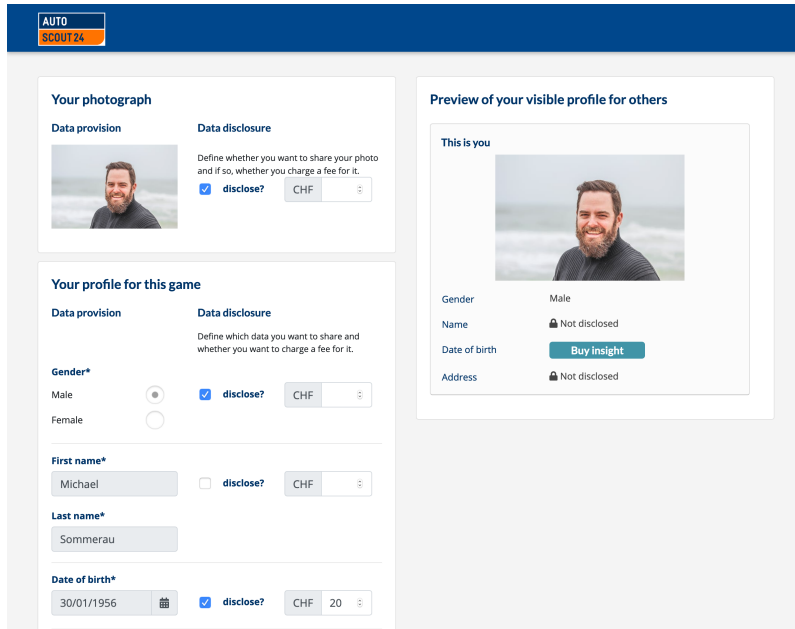 AUTO
SCOUT24
Your photograph
Data provision
Data disclosure
Define whether you want to share your photo
and if so, whether you charge a fee for it.
disclose?
CHF
Your profile for this game
Data provision
Data disclosure
Define which data you want to share and
whether you want to charge a fee for it.
Gender*
Male
disclose?
CHF
Female
First name*
Michael
disclose?
CHF
Last name*
Sommerau
Date of birth*
30/01/1956
disclose?
CHF
20
Preview of your visible profile for others
This is you
Gender
Male
Name
Not disclosed
Date of birth
Buy insight
Address
Not disclosed